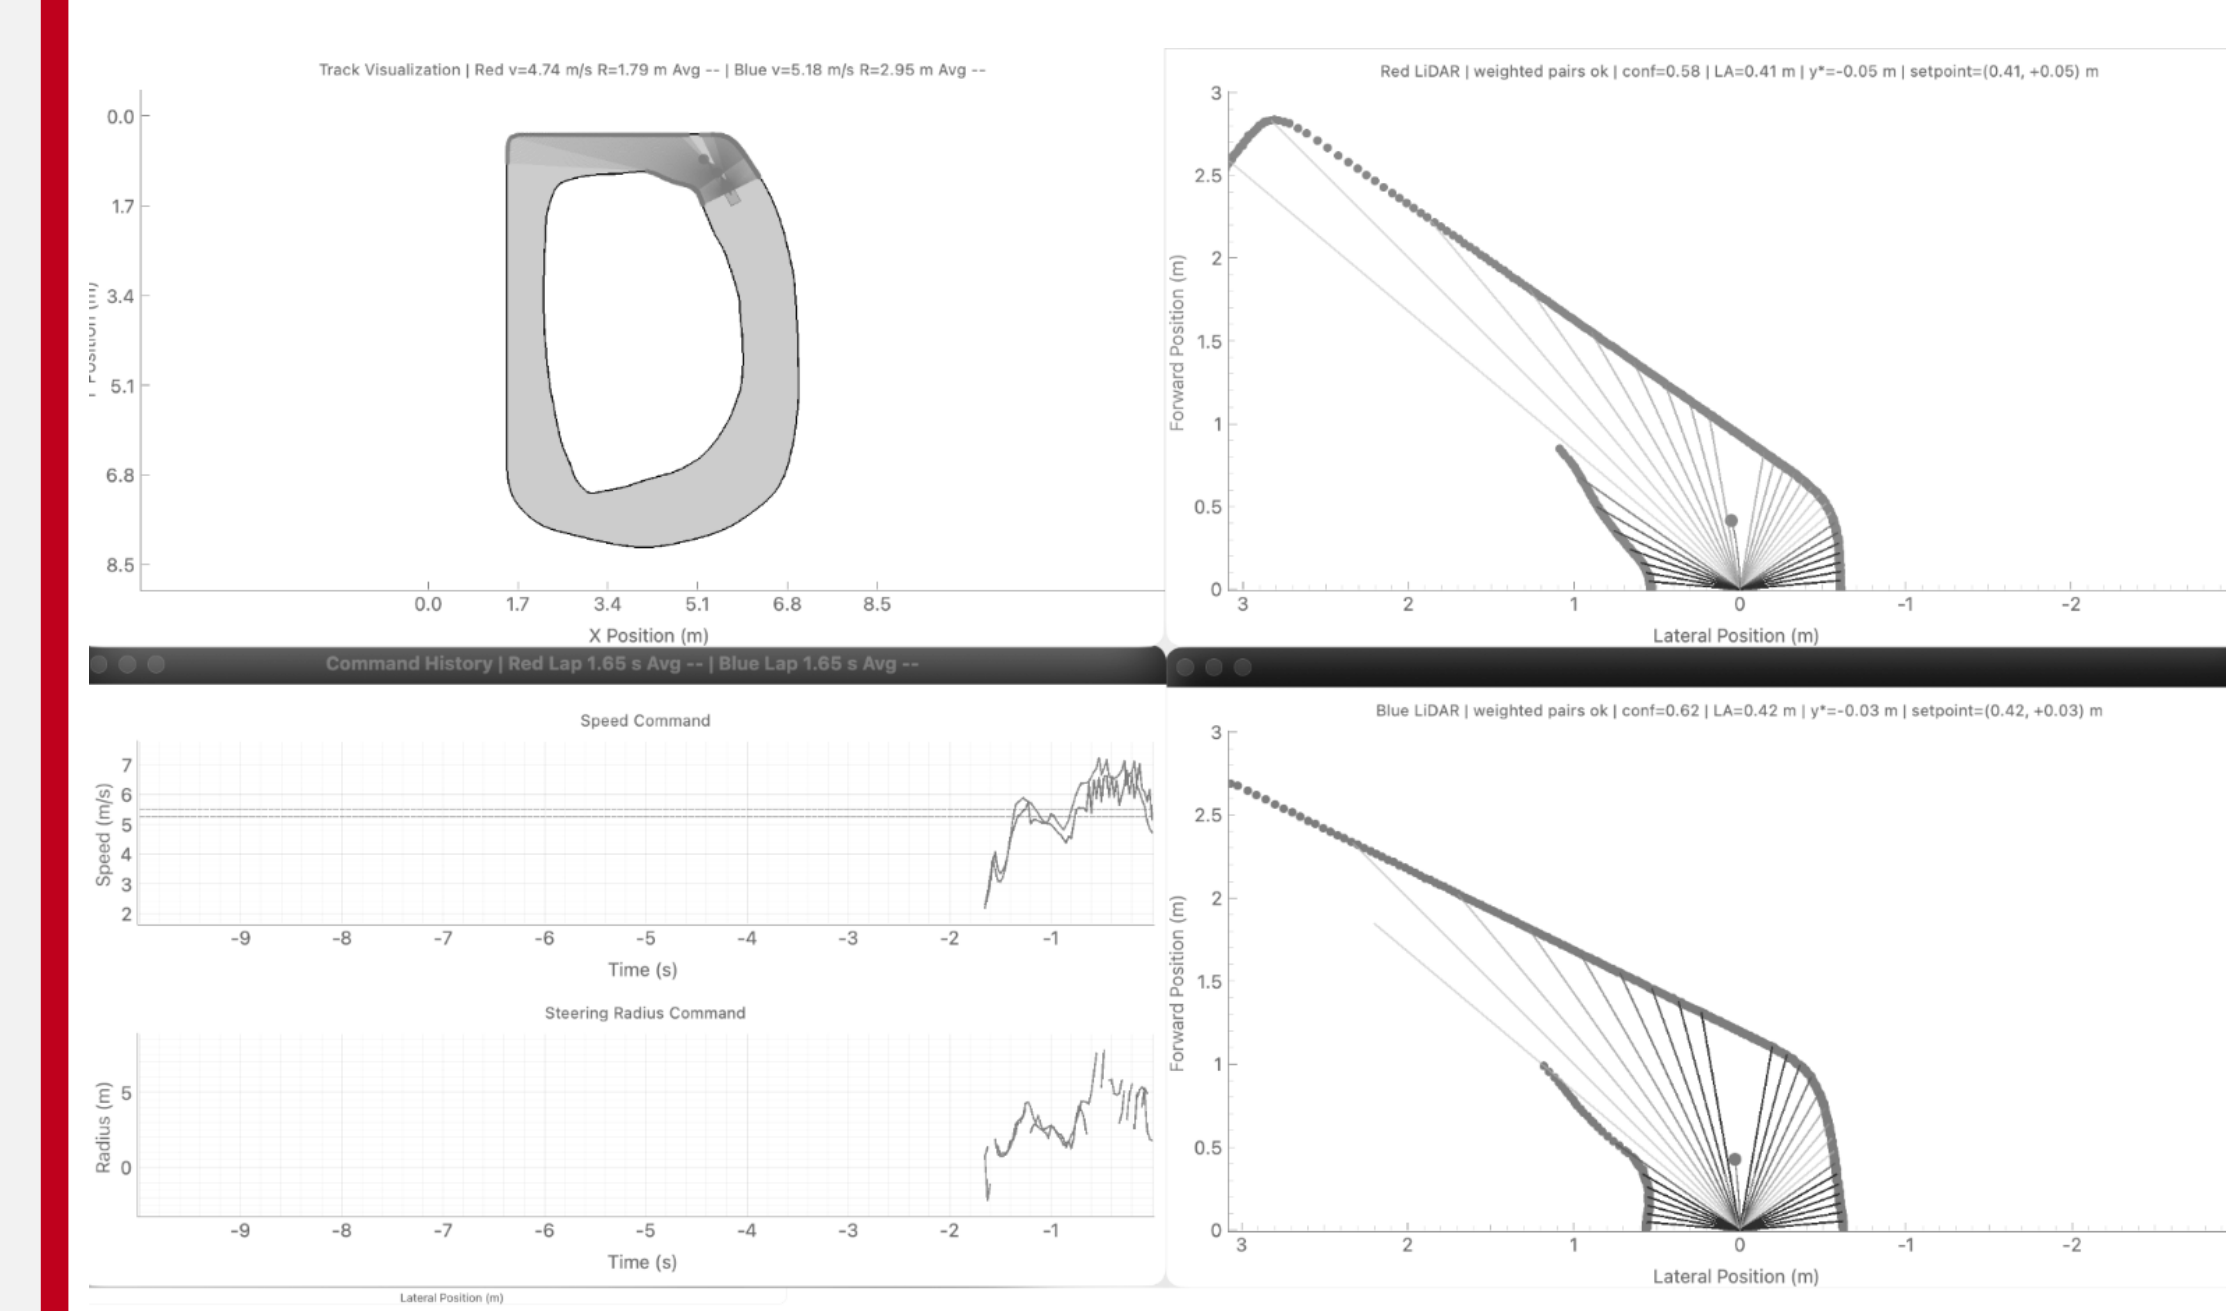 Track Visualization | Red v=4.74 m/s R=1.79 m Avg -- | Blue v=5.18 m/s R=2.95 m Avg --
0.0
1.7
3.4
5.1
6.8
8.5
Position (m)
0.0 1.7 3.4 5.1 6.8 8.5
X Position (m)
Red LiDAR | weighted pairs ok | conf=0.58 | LA=0.41 m | y*=-0.05 m | setpoint=(0.41, +0.05) m
3
2.5
2
1.5
1
0.5
0
Forward Position (m)
3 2 1 0 -1 -2
Lateral Position (m)
Command History | Red Lap 1.65 s Avg -- | Blue Lap 1.65 s Avg --
Speed Command
7
6
5
4
3
2
Speed (m/s)
-9 -8 -7 -6 -5 -4 -3 -2 -1
Time (s)
Steering Radius Command
5
0
Radius (m)
-9 -8 -7 -6 -5 -4 -3 -2 -1
Time (s)
Lateral Position (m)
Blue LiDAR | weighted pairs ok | conf=0.62 | LA=0.42 m | y*=-0.03 m | setpoint=(0.42, +0.03) m
3
2.5
2
1.5
1
0.5
0
Forward Position (m)
3 2 1 0 -1 -2
Lateral Position (m)